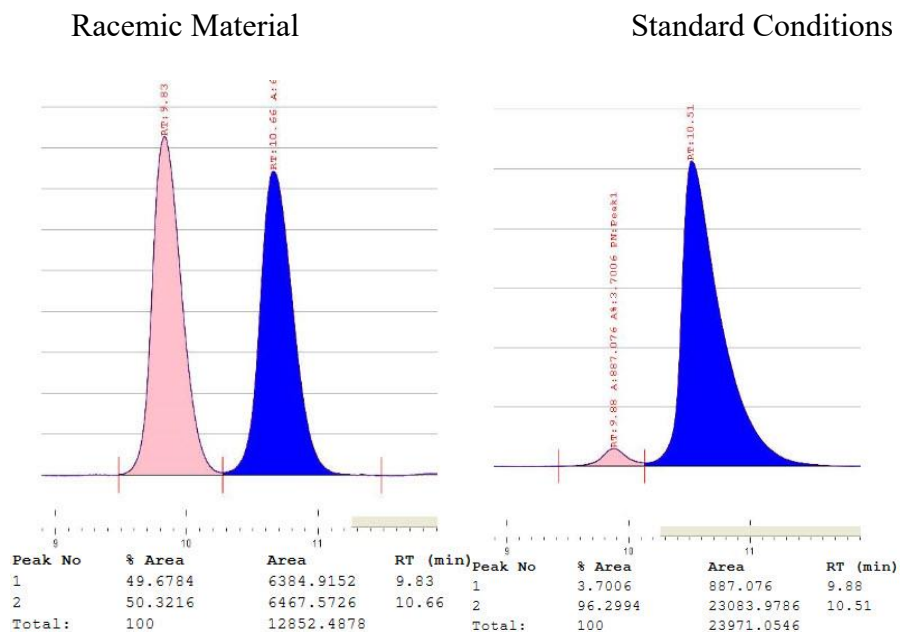 Racemic Material
Standard Conditions
RT:9.83
RT:10.66 A:6
RT:9.88 A:887.076 A%:3.7006 PN:Peak1
RT:10.51
9 10 11
9 10 11
Peak No % Area Area RT (min)
1 49.6784 6384.9152 9.83
2 50.3216 6467.5726 10.66
Total: 100 12852.4878
Peak No % Area Area RT (min)
1 3.7006 887.076 9.88
2 96.2994 23083.9786 10.51
Total: 100 23971.0546